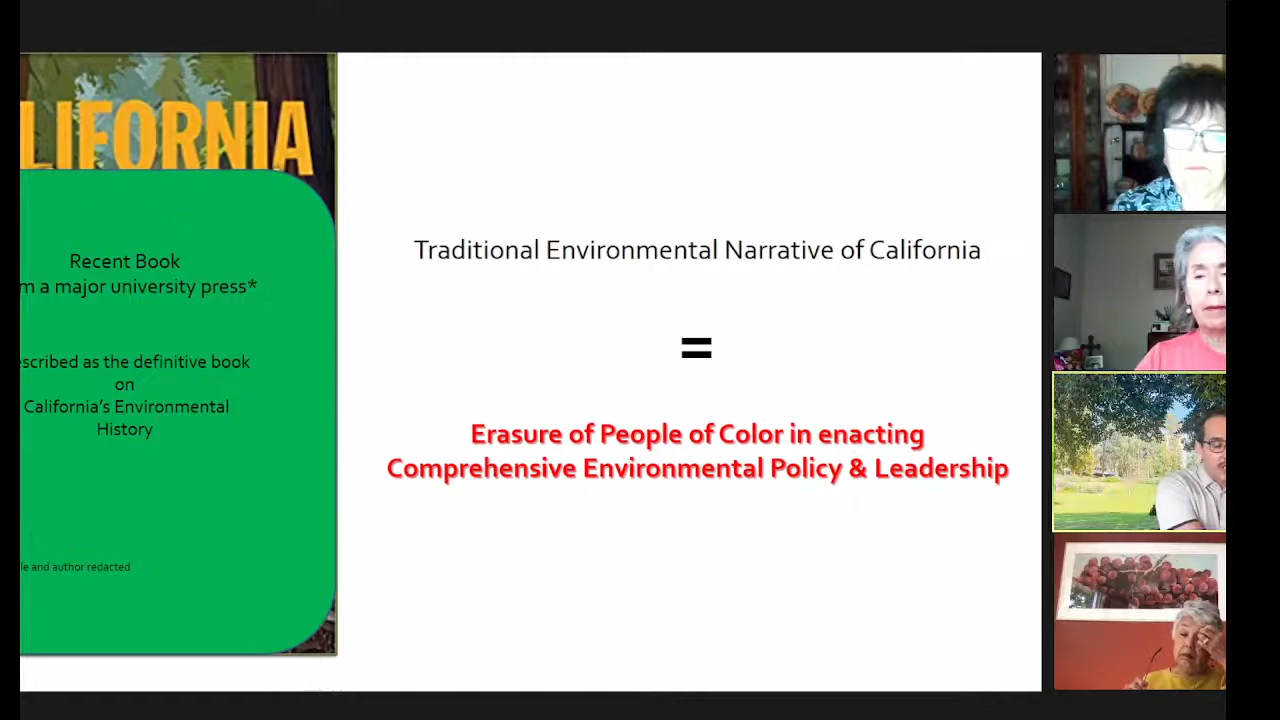 LIFORNIA
Recent Book
m a major university press*
escribed as the definitive book
on
California's Environmental
History
le and author redacted
Traditional Environmental Narrative of California
=
Erasure of People of Color in enacting
Comprehensive Environmental Policy & Leadership